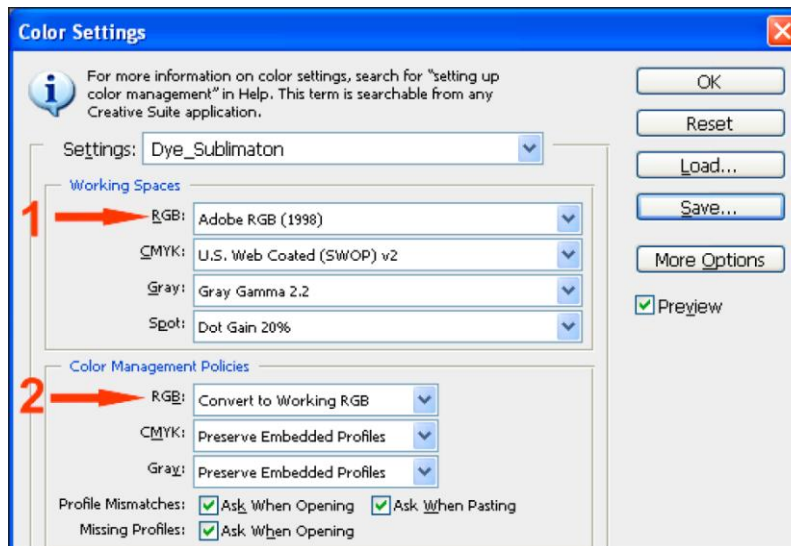 Color Settings
For more information on color settings, search for "setting up
color management" in Help. This term is searchable from any
Creative Suite application.
OK
Reset
Load...
Save...
More Options
Preview
Settings: Dye_Sublimaton
Working Spaces
1
RGB: Adobe RGB (1998)
CMYK: U.S. Web Coated (SWOP) v2
Gray: Gray Gamma 2.2
Spot: Dot Gain 20%
Color Management Policies
2
RGB: Convert to Working RGB
CMYK: Preserve Embedded Profiles
Gray: Preserve Embedded Profiles
Profile Mismatches: Ask When Opening Ask When Pasting
Missing Profiles: Ask When Opening